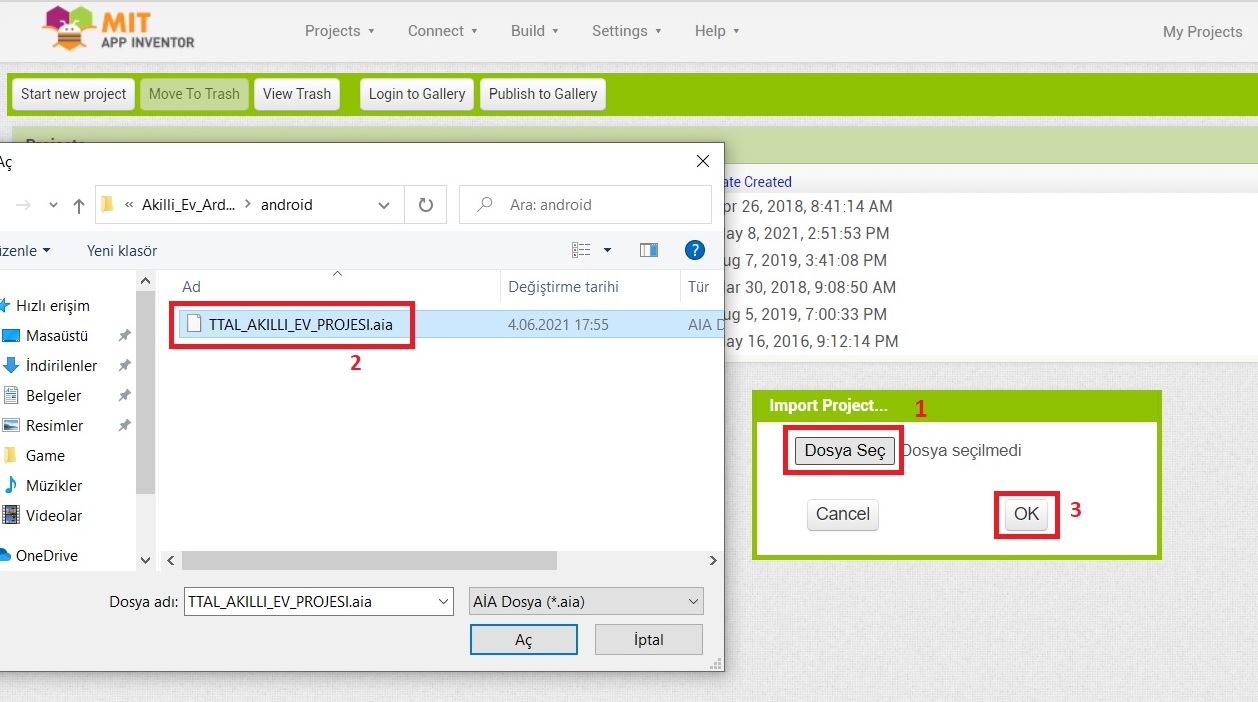 MIT
APP INVENTOR
Projects Connect Build Settings Help My Projects
Start new project Move To Trash View Trash Login to Gallery Publish to Gallery
Aç
Akilli_Ev_Ard... android
Ara: android
Yeni klasör
Ad Değiştirme tarihi Tür
TTAL_AKILLI_EV_PROJESI.aia 4.06.2021 17:55 AIA D
2
Hızlı erişim
Masaüstü
İndirilenler
Belgeler
Resimler
Game
Müzikler
Videolar
OneDrive
Dosya adı: TTAL_AKILLI_EV_PROJESI.aia AİA Dosya (*.aia)
Aç İptal
ate Created
pr 26, 2018, 8:41:14 AM
ay 8, 2021, 2:51:53 PM
ug 7, 2019, 3:41:08 PM
ar 30, 2018, 9:08:50 AM
ug 5, 2019, 7:00:33 PM
ay 16, 2016, 9:12:14 PM
Import Project... 1
Dosya Seç Dosya seçilmedi
Cancel OK 3